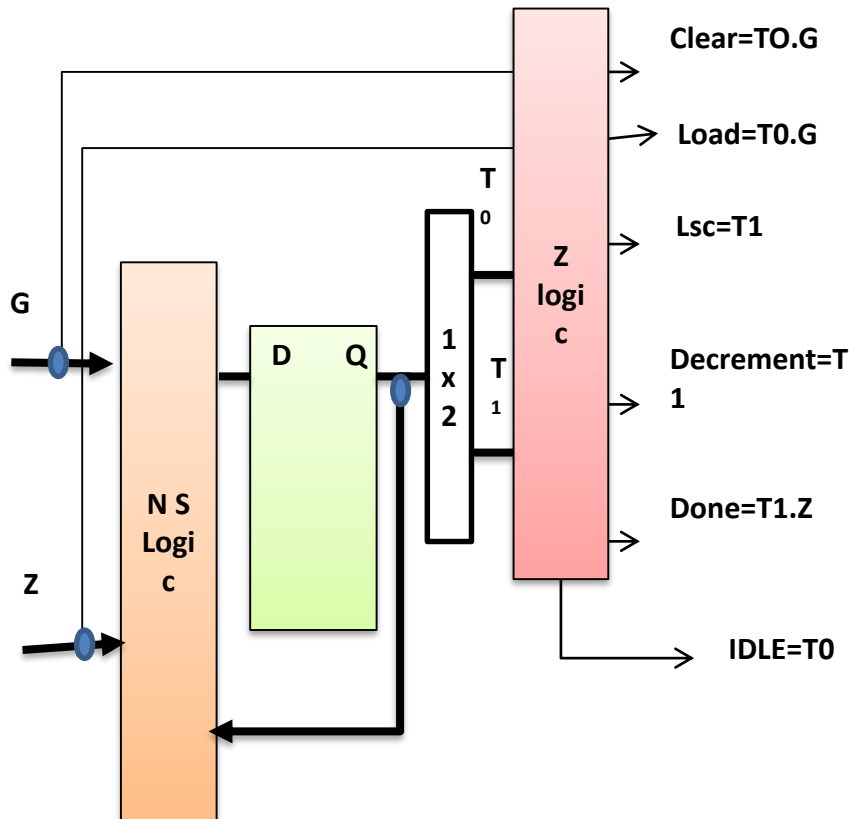 Clear=TO.G
Load=T0.G
T
0
Lsc=T1
Z
logi
c
G
1
x
2
D Q
T
1
Decrement=T
1
N S
Logi
c
Done=T1.Z
Z
IDLE=T0